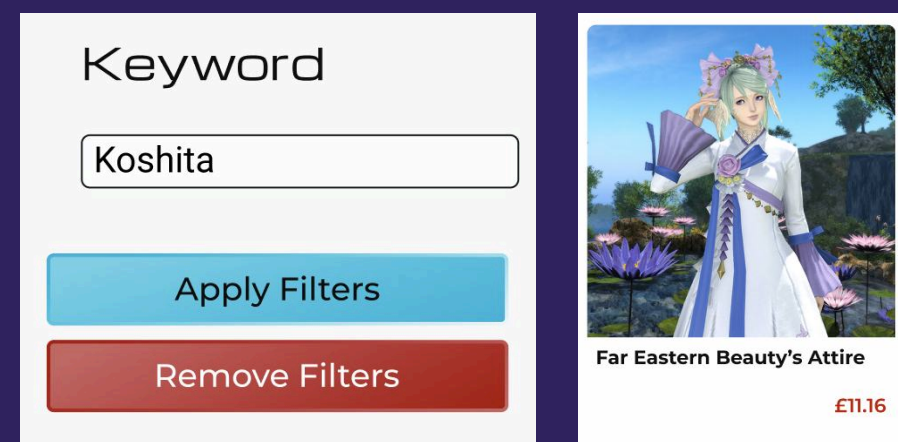 Keyword
Koshita
Apply Filters
Remove Filters
Far Eastern Beauty’s Attire
£11.16